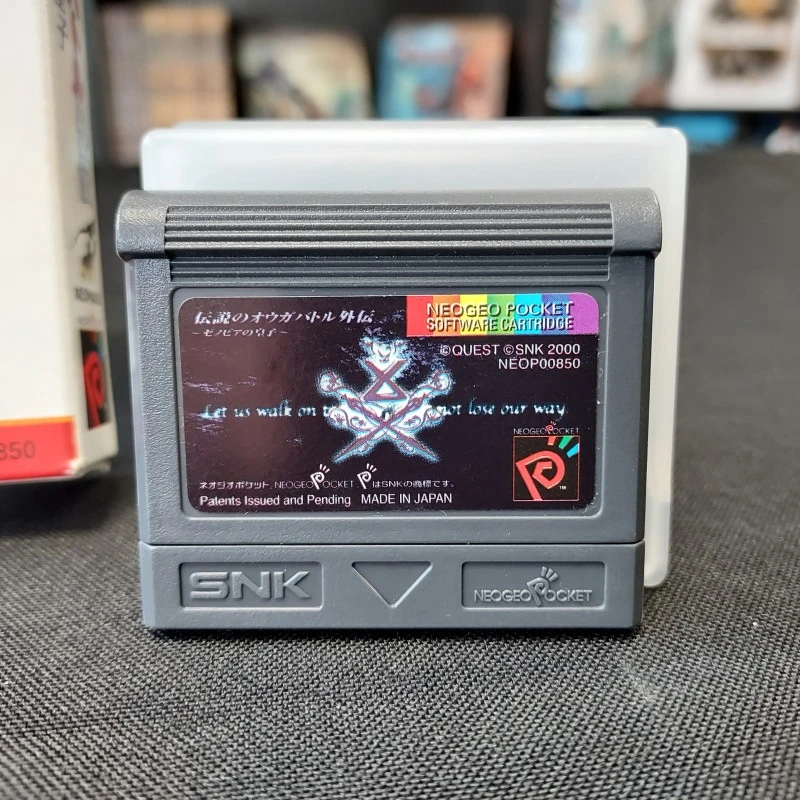 伝説のオウガバトル外伝
~ゼノビアの皇子~
NEOGEO POCKET
SOFTWARE CARTRIDGE
©QUEST ©SNK 2000
NEOP00850
Let us walk on not lose our way
NEOGEO POCKET
ネオジオポケット, NEOGEO POCKET, はSNKの商標です。
Patents Issued and Pending MADE IN JAPAN
SNK
NEOGEO POCKET
850